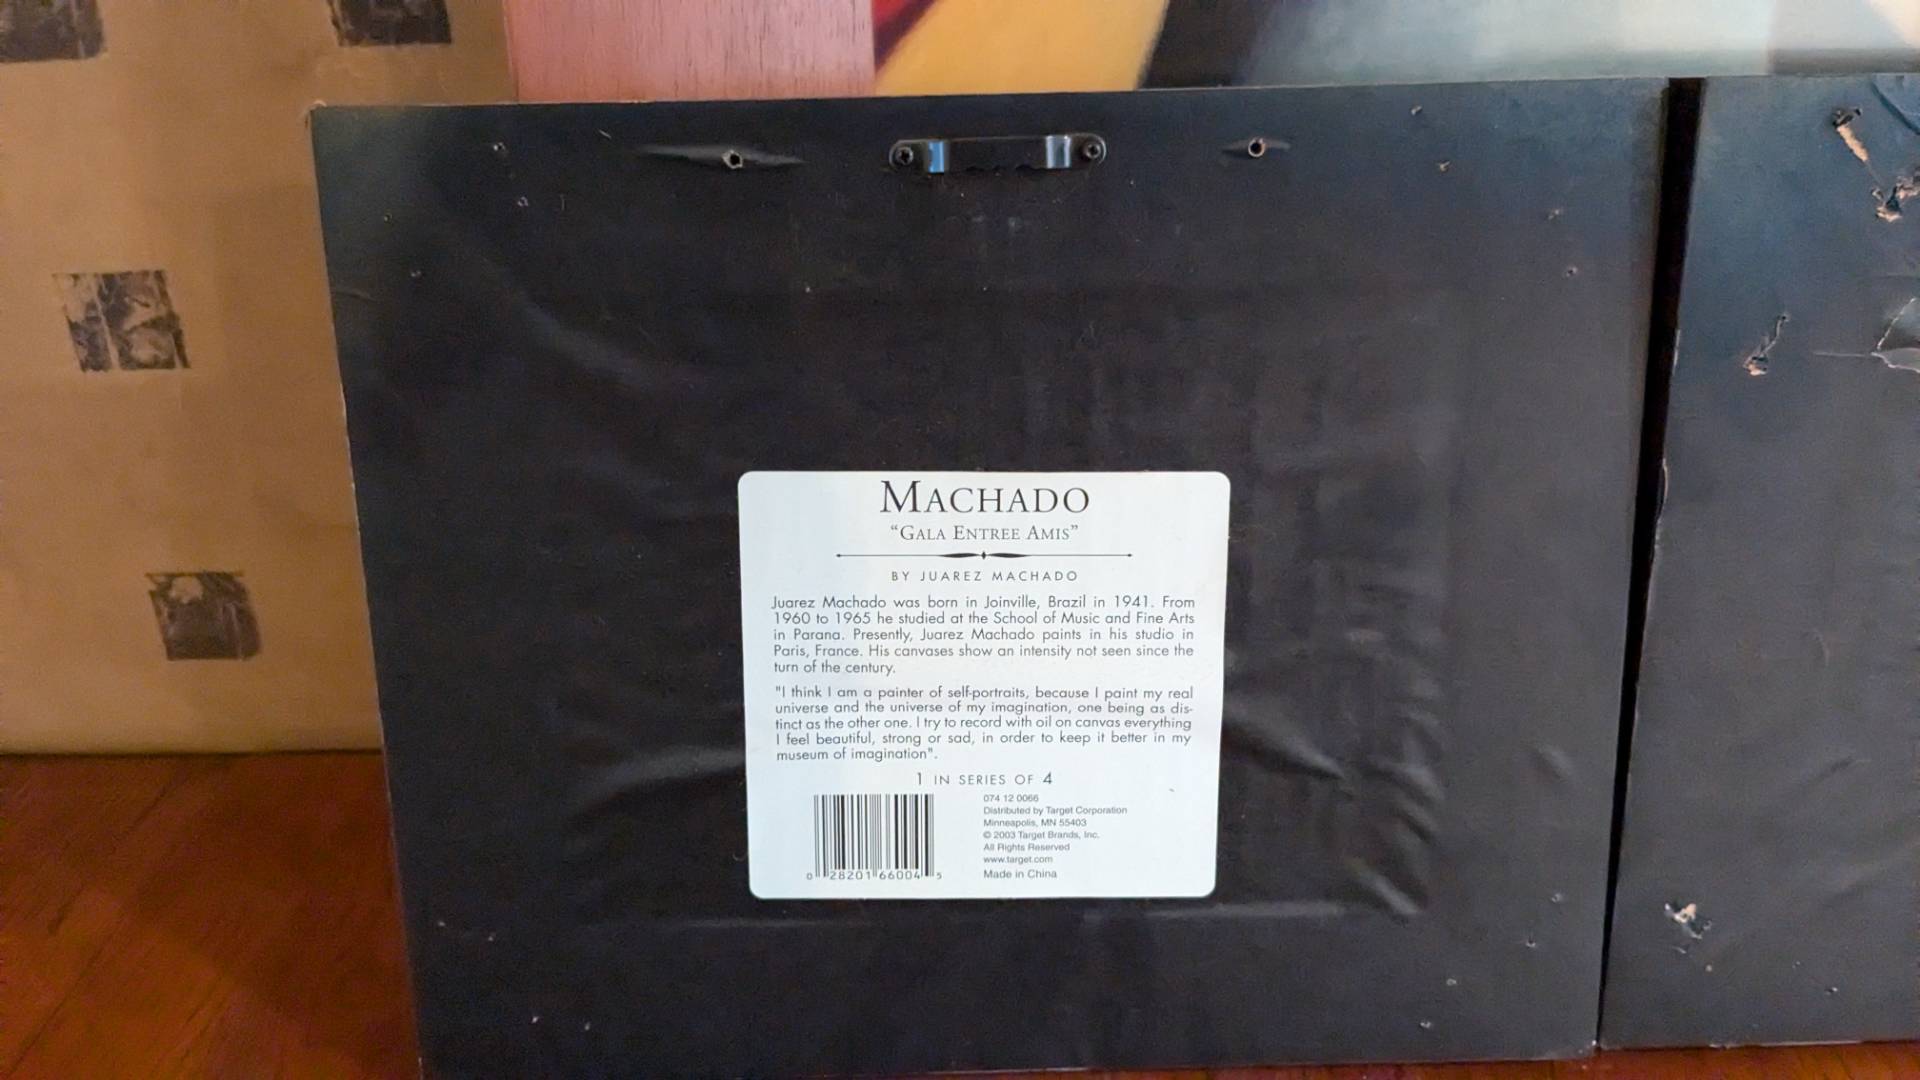 MACHADO
“GALA ENTREE AMIS”
BY JUAREZ MACHADO
Juarez Machado was born in Joinville, Brazil in 1941. From
1960 to 1965 he studied at the School of Music and Fine Arts
in Parana. Presently, Juarez Machado paints in his studio in
Paris, France. His canvases show an intensity not seen since the
turn of the century.
"I think I am a painter of self-portraits, because I paint my real
universe and the universe of my imagination, one being as dis-
tinct as the other one. I try to record with oil on canvas everything
I feel beautiful, strong or sad, in order to keep it better in my
museum of imagination".
1 IN SERIES OF 4
074 12 0066
Distributed by Target Corporation
Minneapolis, MN 55403
© 2003 Target Brands, Inc.
All Rights Reserved
www.target.com
Made in China
0 28201 66004 5